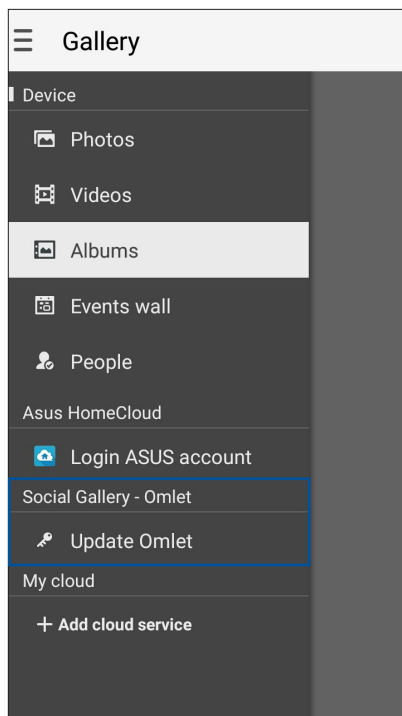 Gallery
Device
Photos
Videos
Albums
Events wall
People
Asus HomeCloud
Login ASUS account
Social Gallery - Omlet
Update Omlet
My cloud
+ Add cloud service